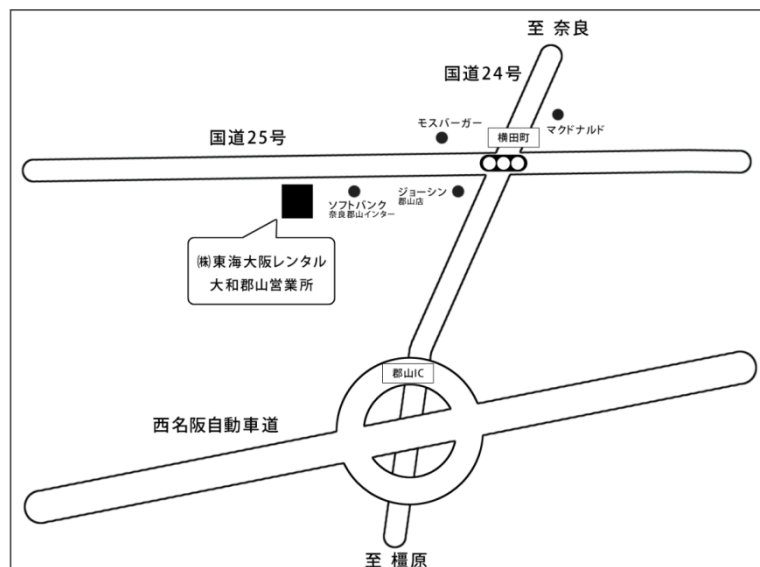 至 奈良
国道24号
モスバーガー
マクドナルド
横田町
国道25号
ソフトバンク
奈良郡山インター
ジョーシン
郡山店
㈱東海大阪レンタル
大和郡山営業所
郡山IC
西名阪自動車道
至 橿原